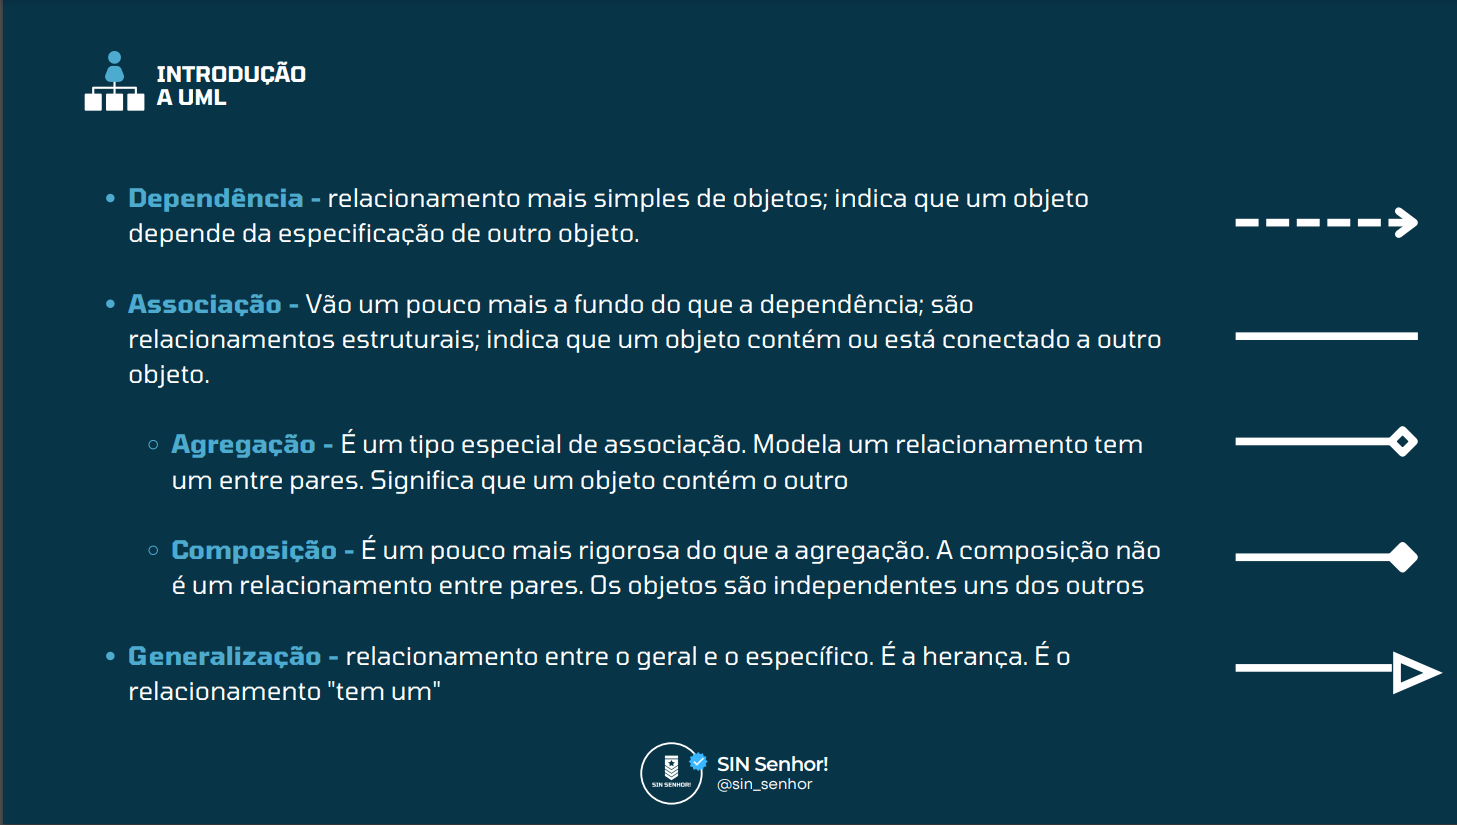 INTRODUÇÃO
A UML
Dependência - relacionamento mais simples de objetos; indica que um objeto
depende da especificação de outro objeto.
Associação - Vão um pouco mais a fundo do que a dependência; são
relacionamentos estruturais; indica que um objeto contém ou está conectado a outro
objeto.
Agregação - É um tipo especial de associação. Modela um relacionamento tem
um entre pares. Significa que um objeto contém o outro
Composição - É um pouco mais rigorosa do que a agregação. A composição não
é um relacionamento entre pares. Os objetos são independentes uns dos outros
Generalização - relacionamento entre o geral e o específico. É a herança. É o
relacionamento "tem um"
SIN SENHOR!
SIN Senhor!
@sin_senhor